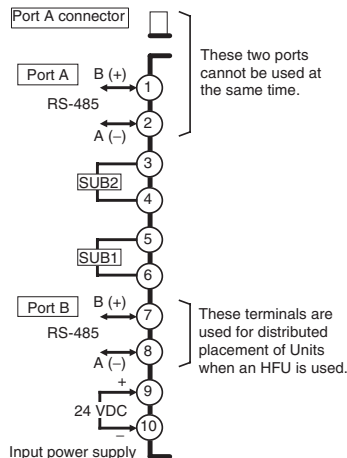 Port A connector
These two ports
cannot be used at
the same time.
Port A
B (+)
1
RS-485
2
A (−)
3
SUB2
4
5
SUB1
6
Port B
B (+)
7
RS-485
8
A (−)
These terminals are
used for distributed
placement of Units
when an HFU is used.
+
9
24 VDC
−
10
Input power supply